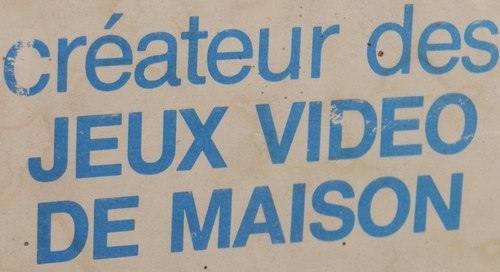 créateur des
JEUX VIDEO
DE MAISON